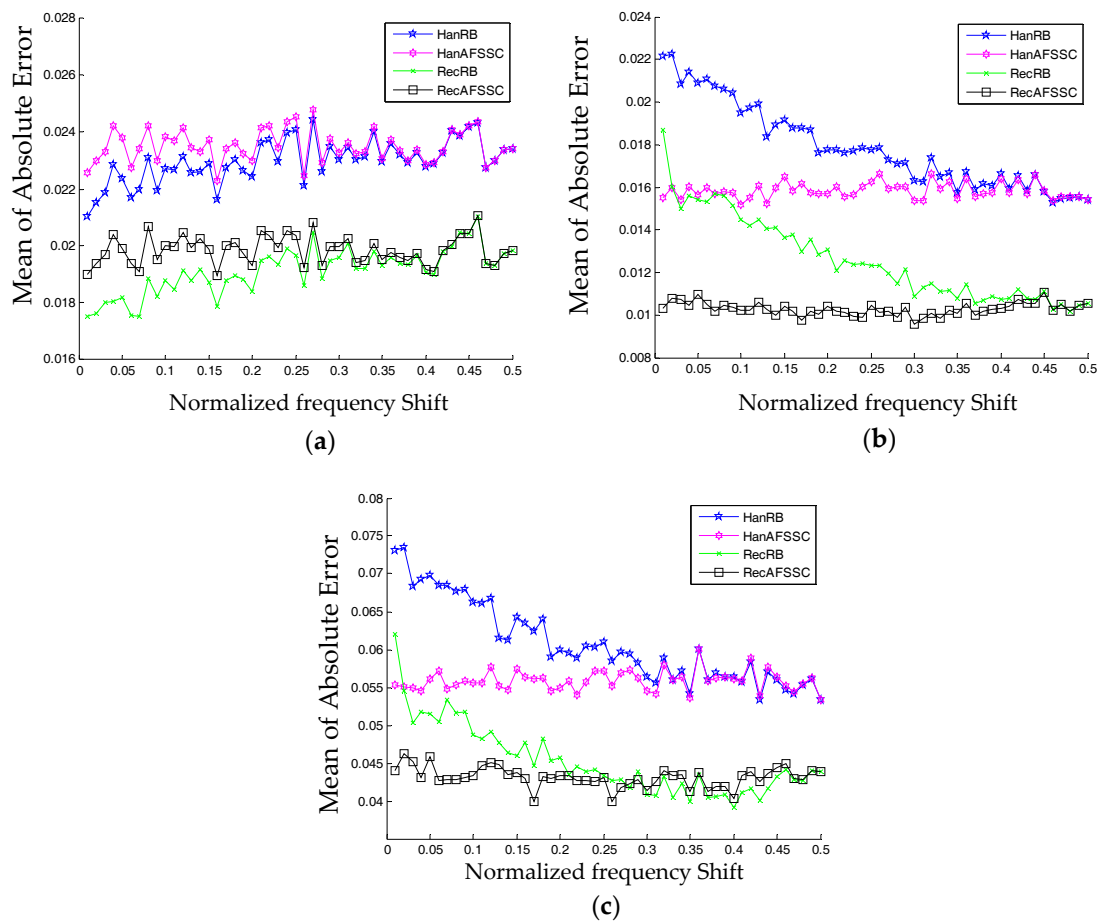 0.028
0.026
0.024
0.022
0.02
0.018
0.016
0
0.05
0.1
0.15
0.2
0.25
0.3
0.35
0.4
0.45
0.5
Mean of Absolute Error
Normalized frequency Shift
HanRB
HanAFSSC
RecRB
RecAFSSC
(a)
0.024
0.022
0.02
0.018
0.016
0.014
0.012
0.01
0.008
0
0.05
0.1
0.15
0.2
0.25
0.3
0.35
0.4
0.45
0.5
Mean of Absolute Error
Normalized frequency Shift
HanRB
HanAFSSC
RecRB
RecAFSSC
(b)
0.08
0.075
0.07
0.065
0.06
0.055
0.05
0.045
0.04
0
0.05
0.1
0.15
0.2
0.25
0.3
0.35
0.4
0.45
0.5
Mean of Absolute Error
Normalized frequency Shift
HanRB
HanAFSSC
RecRB
RecAFSSC
(c)